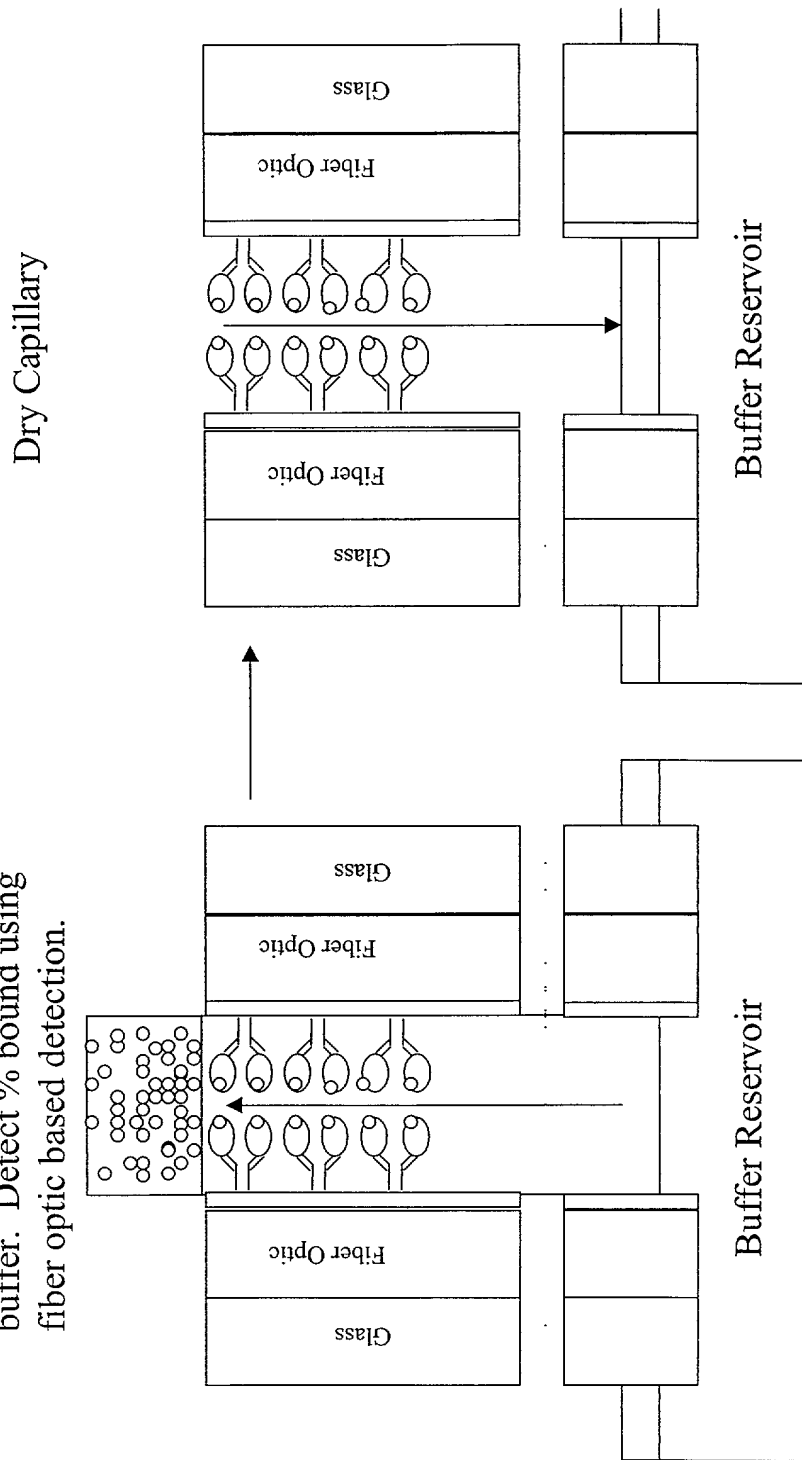 buffer. Detect % bound using
fiber optic based detection.
Dry Capillary
Glass
Fiber Optic
Fiber Optic
Glass
Glass
Fiber Optic
Fiber Optic
Glass
Buffer Reservoir
Buffer Reservoir